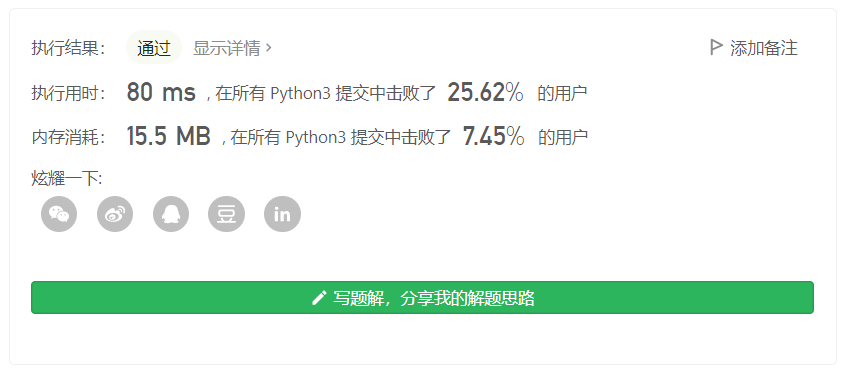 执行结果： 通过 显示详情 › 添加备注
执行用时： 80 ms , 在所有 Python3 提交中击败了 25.62% 的用户
内存消耗： 15.5 MB , 在所有 Python3 提交中击败了 7.45% 的用户
炫耀一下:
豆 in
写题解，分享我的解题思路